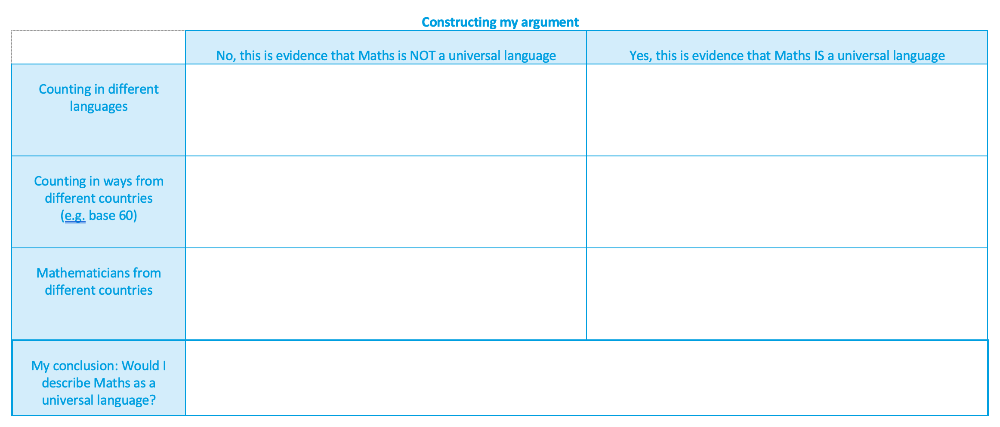 Constructing my argument
No, this is evidence that Maths is NOT a universal language
Yes, this is evidence that Maths IS a universal language
Counting in different
languages
Counting in ways from
different countries
(e.g. base 60)
Mathematicians from
different countries
My conclusion: Would I
describe Maths as a
universal language?